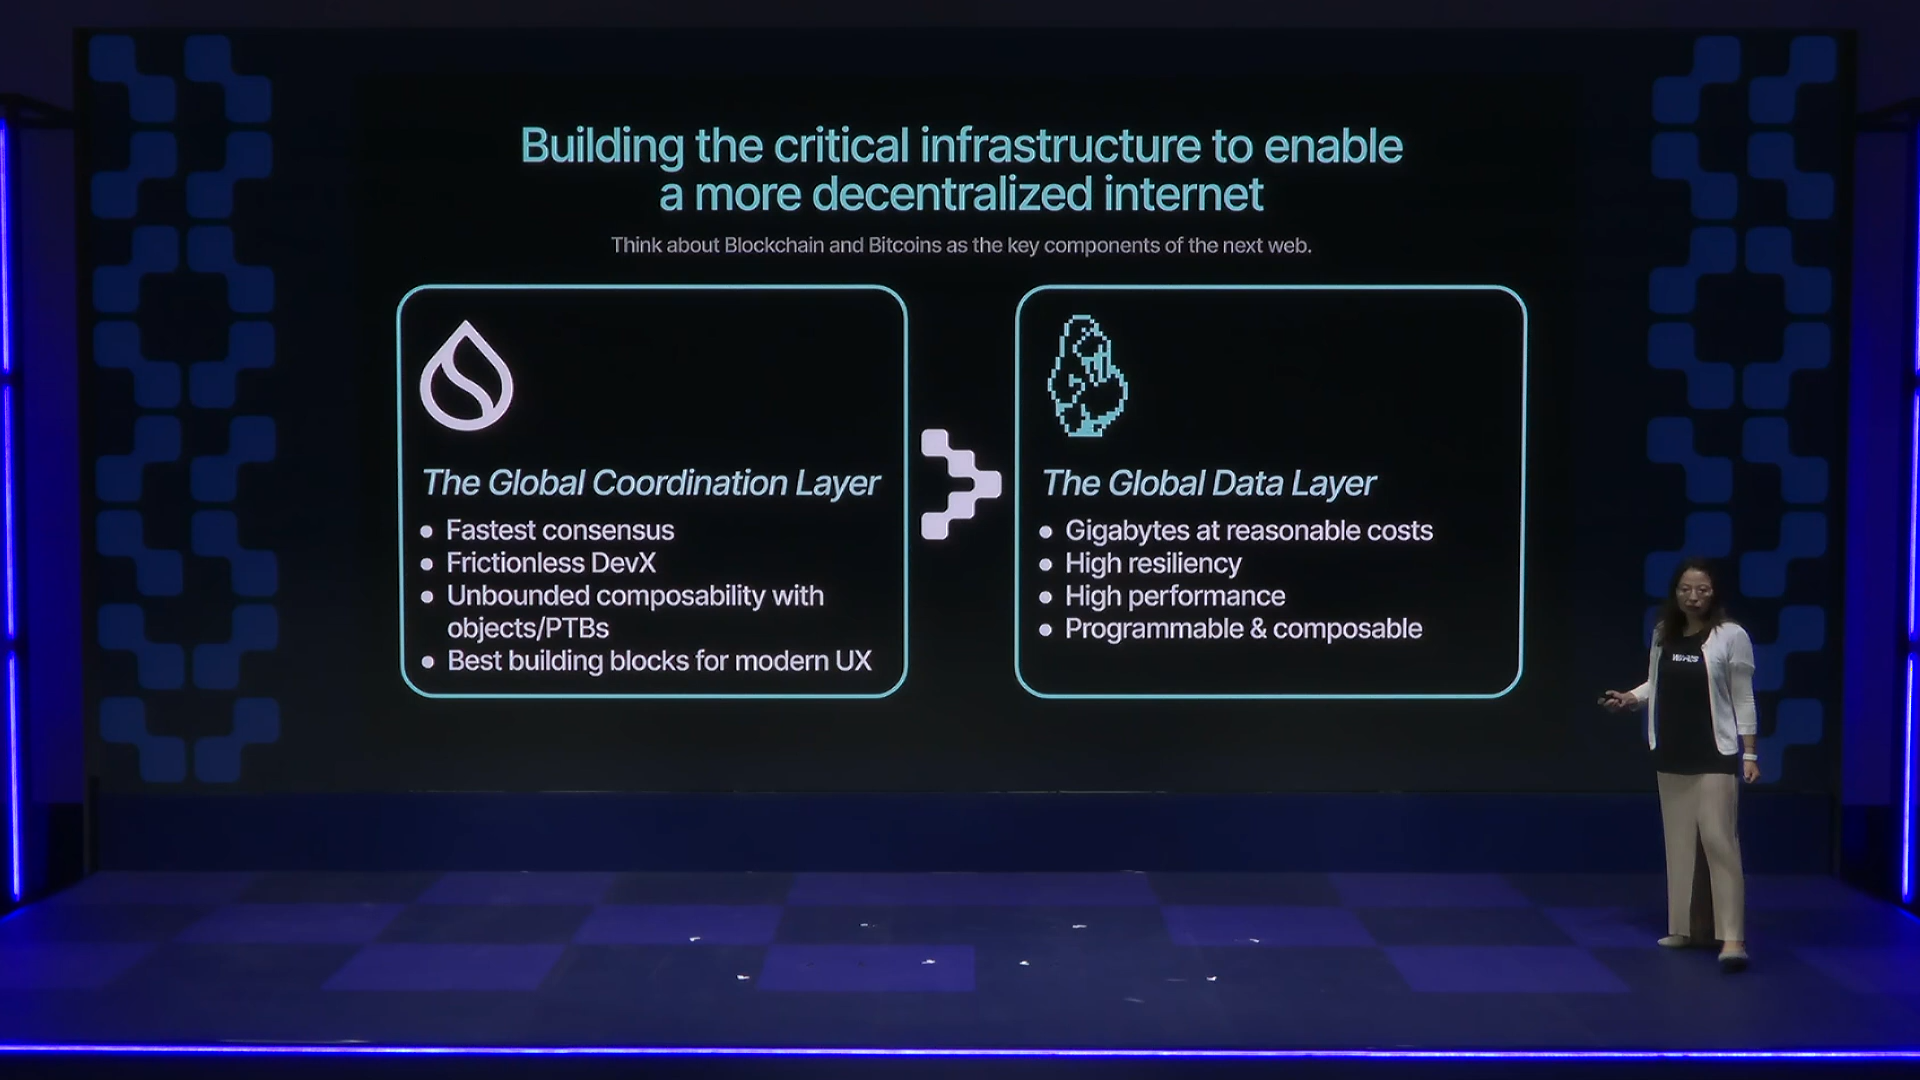 Building the critical infrastructure to enable
a more decentralized internet
Think about Blockchain and Bitcoins as the key components of the next web.
The Global Coordination Layer
• Fastest consensus
• Frictionless DevX
• Unbounded composability with
objects/PTBs
• Best building blocks for modern UX
The Global Data Layer
• Gigabytes at reasonable costs
• High resiliency
• High performance
• Programmable & composable